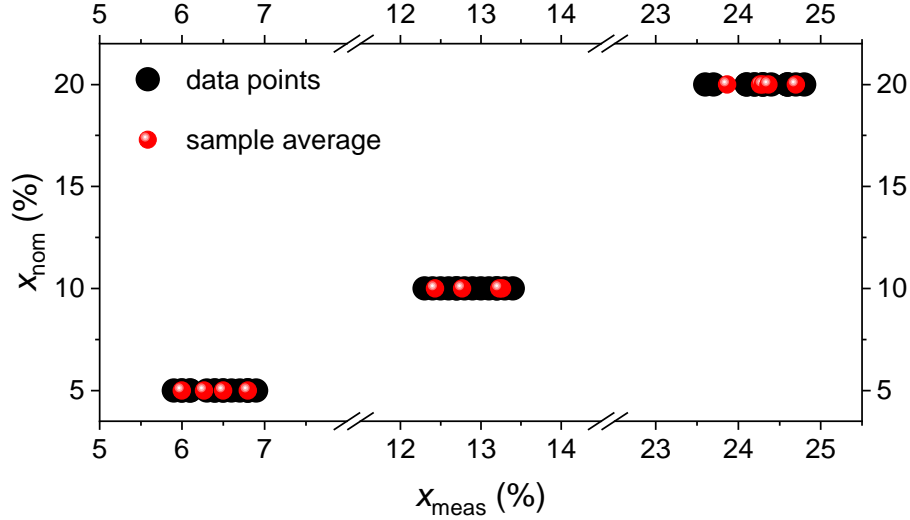 5 6 7 12 13 14 23 24 25
data points
sample average
20 20
15 15
10 10
5 5
x_nom (%)
5 6 7 12 13 14 23 24 25
x_meas (%)